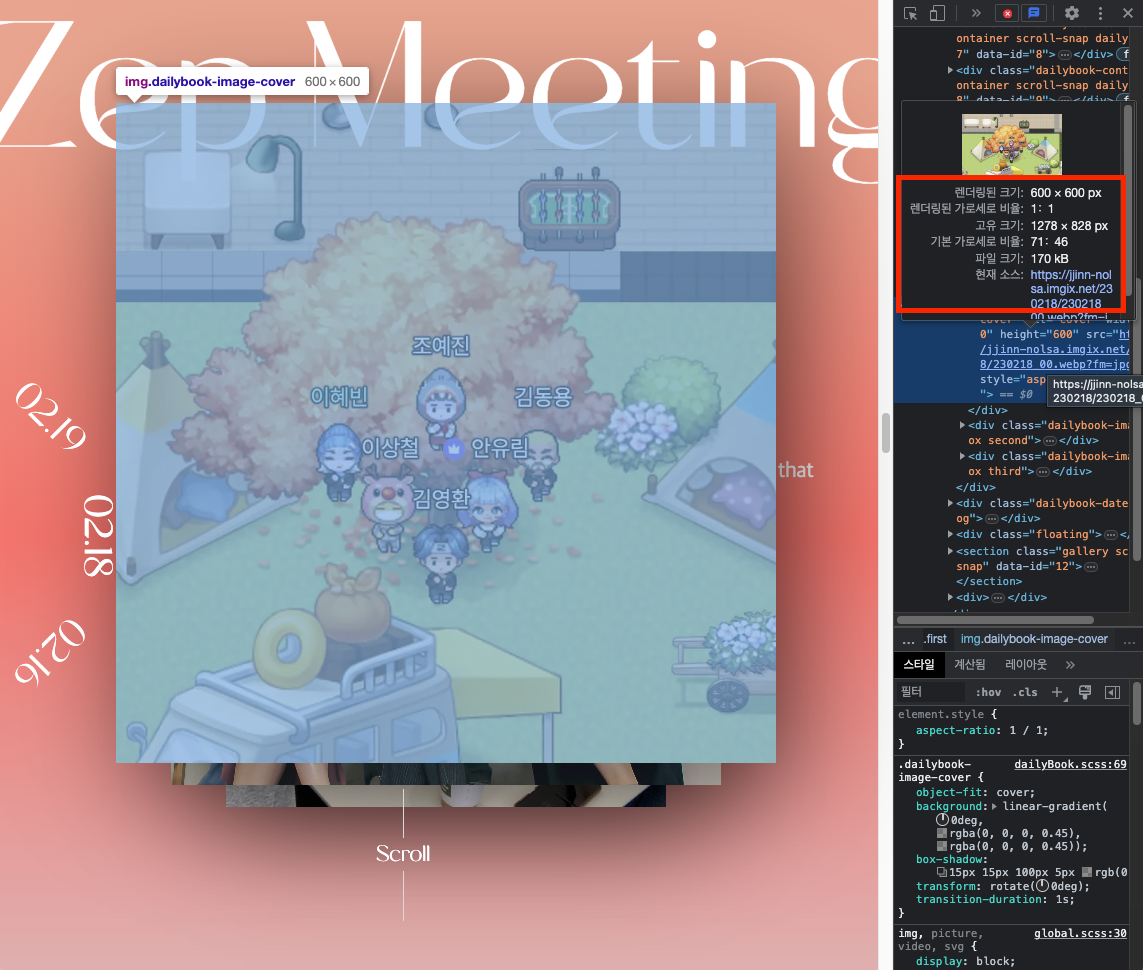 Zep Meeting
img.dailybook-image-cover 600 × 600
조예진
이혜빈
김동용
이상철
안유림
김영환
that
02.19
02.18
02.16
Scroll
ontainer scroll-snap daily
7" data-id="8">…</div>
<div class="dailybook-cont
ontainer scroll-snap daily
8" data-id="9">…</div>
렌더링된 크기: 600 × 600 px
렌더링된 가로세로 비율: 1∶1
고유 크기: 1278 × 828 px
기본 가로세로 비율: 71∶46
파일 크기: 170 kB
현재 소스: https://jjinn-nol
sa.imgix.net/23
0218/230218
00.webp?fm=j
0" height="600" src="ht
/jjinn-nolsa.imgix.net/
8/230218_00.webp?fm=jpg
style="asp
"> == $0
https://jjinn-nolsa
230218/230218_0
</div>
<div class="dailybook-ima
ox second">…</div>
<div class="dailybook-ima
ox third">…</div>
</div>
<div class="dailybook-date
og">…</div>
<div class="floating">…</
<section class="gallery sc
snap" data-id="12">…
</section>
<div>…</div>
… .first img.dailybook-image-cover …
스타일 계산됨 레이아웃 »
필터 :hov .cls +
element.style {
aspect-ratio: 1 / 1;
}
.dailybook- dailyBook.scss:69
image-cover {
object-fit: cover;
background: linear-gradient(
0deg,
rgba(0, 0, 0, 0.45),
rgba(0, 0, 0, 0.45));
box-shadow:
15px 15px 100px 5px rgb(0
transform: rotate(0deg);
transition-duration: 1s;
}
img, picture, global.scss:30
video, svg {
display: block;